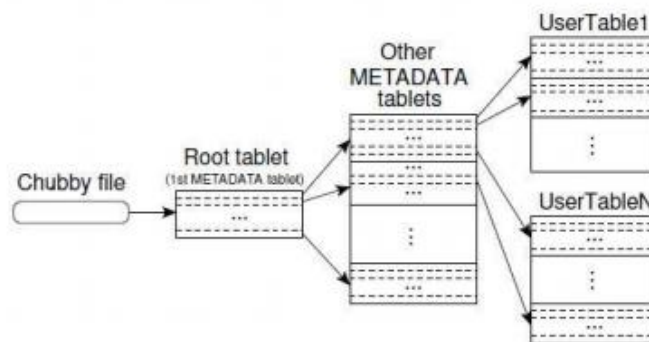 UserTable1
Other
METADATA
tablets
Root tablet
(1st METADATA tablet)
Chubby file
UserTableN
...
...
...
...
...
...
...
...